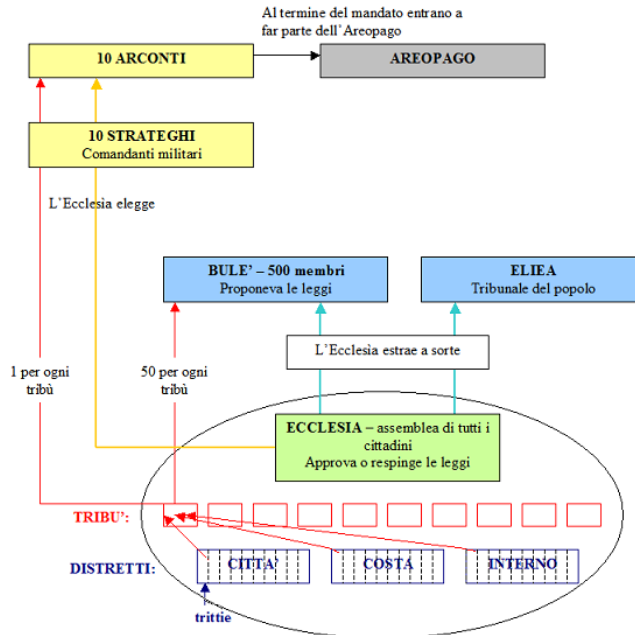 Al termine del mandato entrano a
far parte dell'Areopago
10 ARCONTI
AREOPAGO
10 STRATEGHI
Comandanti militari
L'Ecclesia elegge
BULE' – 500 membri
Proponeva le leggi
ELIEA
Tribunale del popolo
L'Ecclesia estrae a sorte
1 per ogni
tribù
50 per ogni
tribù
ECCLESIA – assemblea di tutti i
cittadini
Approva o respinge le leggi
TRIBU':
DISTRETTI:
CITTA'
COSTA
INTERNO
trittie